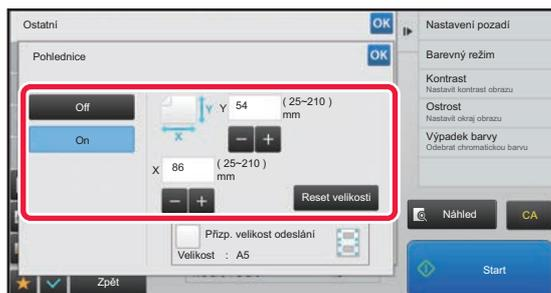 Ostatní
OK
Pohlednice
OK
Off
On
Y
X
Y
54
( 25~210 )
mm
X
86
( 25~210 )
mm
Reset velikosti
Přizp. velikost odeslání
Velikost : A5
Zpět
Nastavení pozadí
Barevný režim
Kontrast
Nastavit kontrast obrazu
Ostrost
Nastavit okraj obrazu
Výpadek barvy
Odebrat chromatickou barvu
Náhled
CA
Start